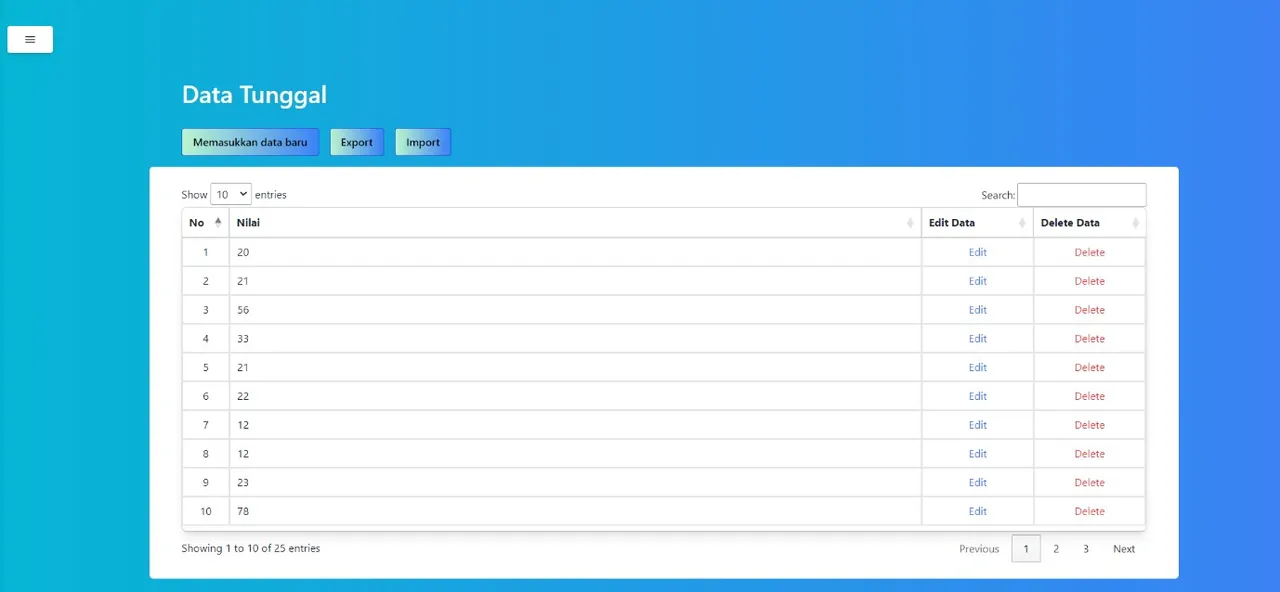 Data Tunggal
Memasukkan data baru Export Import
Show 10 entries Search:
No Nilai Edit Data Delete Data
1 20 Edit Delete
2 21 Edit Delete
3 56 Edit Delete
4 33 Edit Delete
5 21 Edit Delete
6 22 Edit Delete
7 12 Edit Delete
8 12 Edit Delete
9 23 Edit Delete
10 78 Edit Delete
Showing 1 to 10 of 25 entries Previous 1 2 3 Next